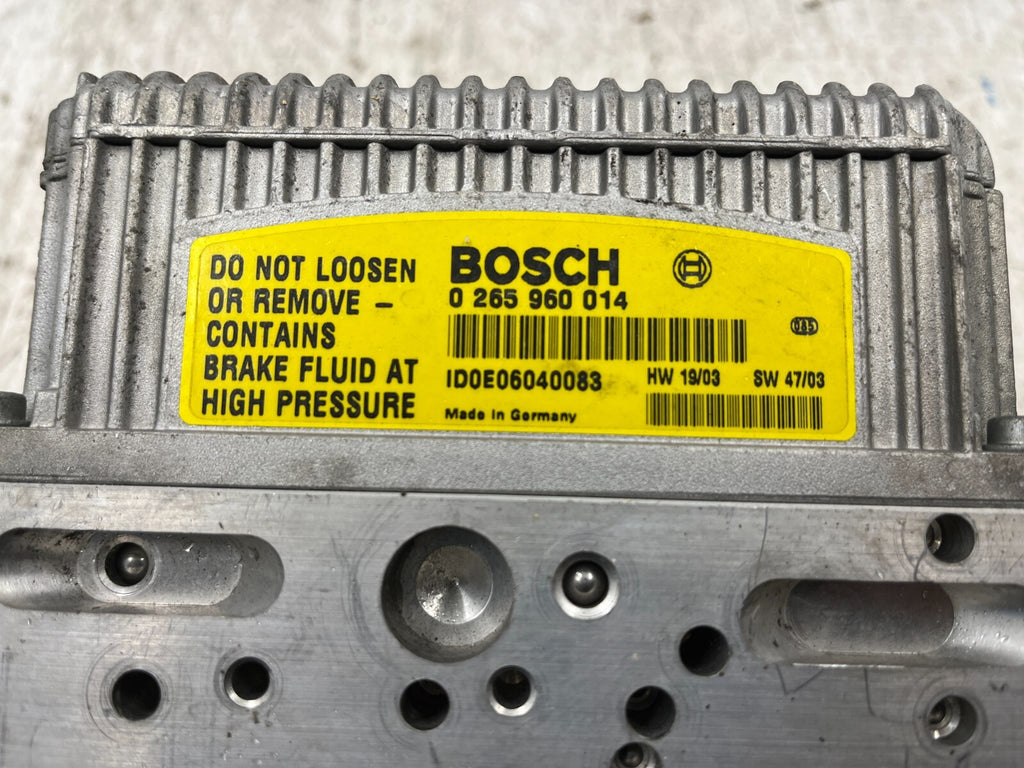 DO NOT LOOSEN
OR REMOVE –
CONTAINS
BRAKE FLUID AT
HIGH PRESSURE
BOSCH
0 265 960 014
085
ID0E06040083
HW 19/03 SW 47/03
Made in Germany